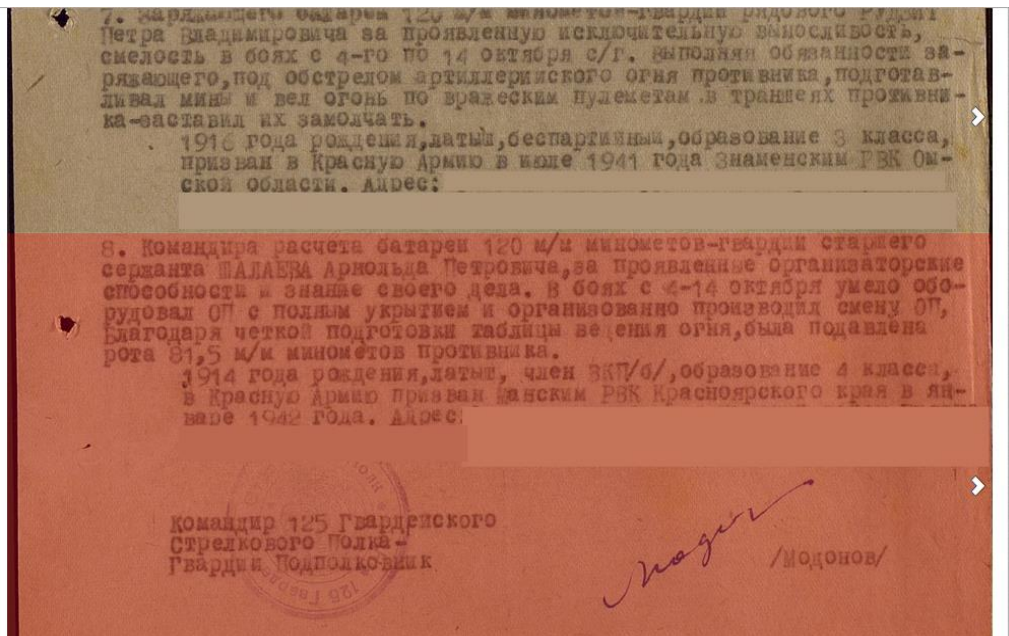 7. Заряжающего батареи 120 м/м минометов-гвардии рядового РУДЗИТ
Петра Владимировича за проявленную исключительную выносливость,
смелость в боях с 4-го по 14 октября с/г. Выполняя обязанности за-
ряжающего,под обстрелом артиллерийского огня противника,подготав-
ливал мины и вел огонь по вражеским пулеметам в траншеях противни-
ка-заставил их замолчать.
1916 года рождения,латыш,беспартийный,образование 3 класса,
призван в Красную Армию в июле 1941 года Знаменским РВК Ом-
ской области. Адрес:
8. Командира расчета батареи 120 м/м минометов-гвардии старшего
сержанта ШАЛАЕВА Арнольда Петровича,за проявленные организаторские
способности и знание своего дела. В боях с 4-14 октября умело обо-
рудовал ОП с полным укрытием и организованно производил смену ОП,
Благодаря четкой подготовки таблицы ведения огня,была подавлена
рота 81,5 м/м минометов противника.
1914 года рождения,латыш, член ВКП/б/,образование 4 класса,
в Красную Армию призван Канским РВК Красноярского края в ян-
варе 1942 года. Адрес:
Командир 125 Гвардейского
Стрелкового Полка-
Гвардии Подполковник
/Модонов/